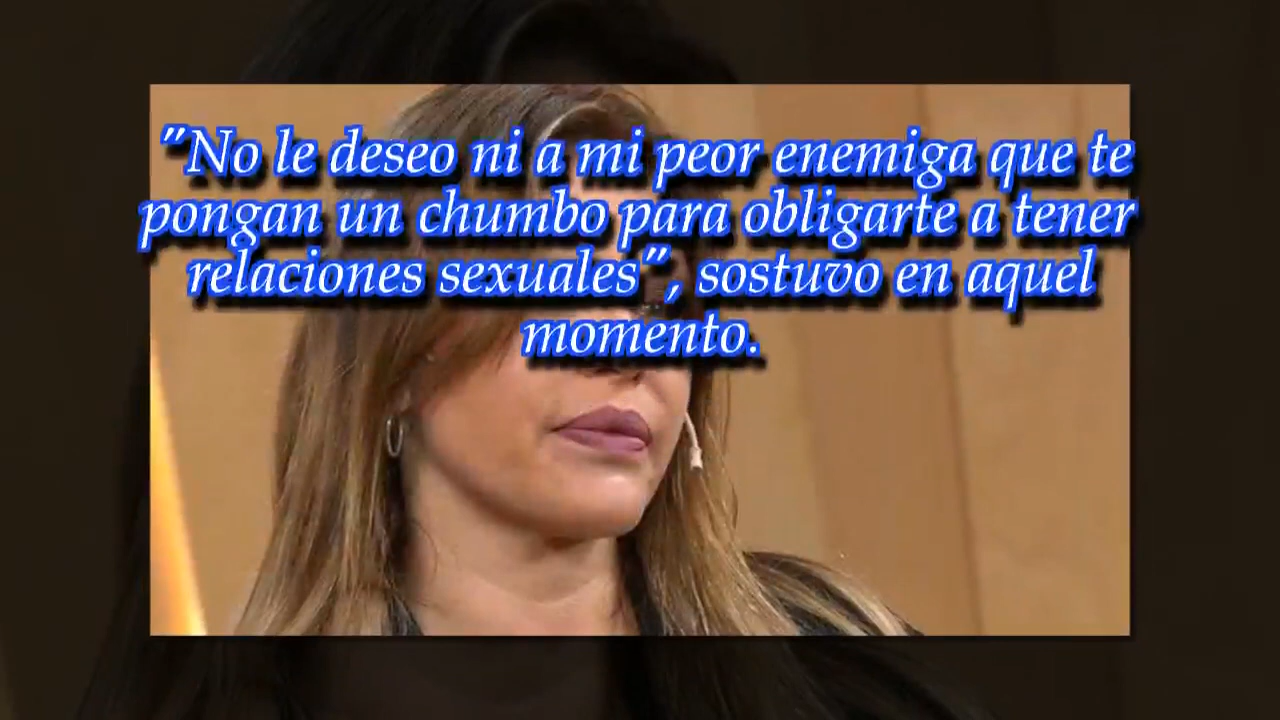 "No le deseo ni a mi peor enemiga que te
pongan un chumbo para obligarte a tener
relaciones sexuales", sostuvo en aquel
momento.